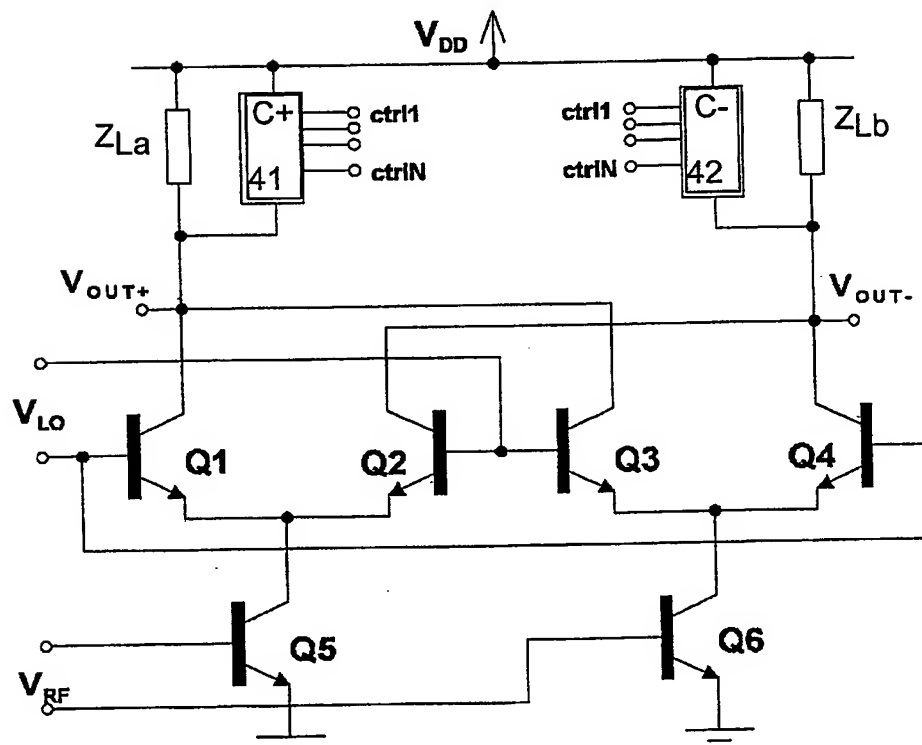 V_DD
C+ ctrl1 ctrl1 C-
Z_La Z_Lb
41 ctrlN ctrlN 42
V_OUT+ V_OUT-
V_LO
Q1 Q2 Q3 Q4
Q5 Q6
V_RF